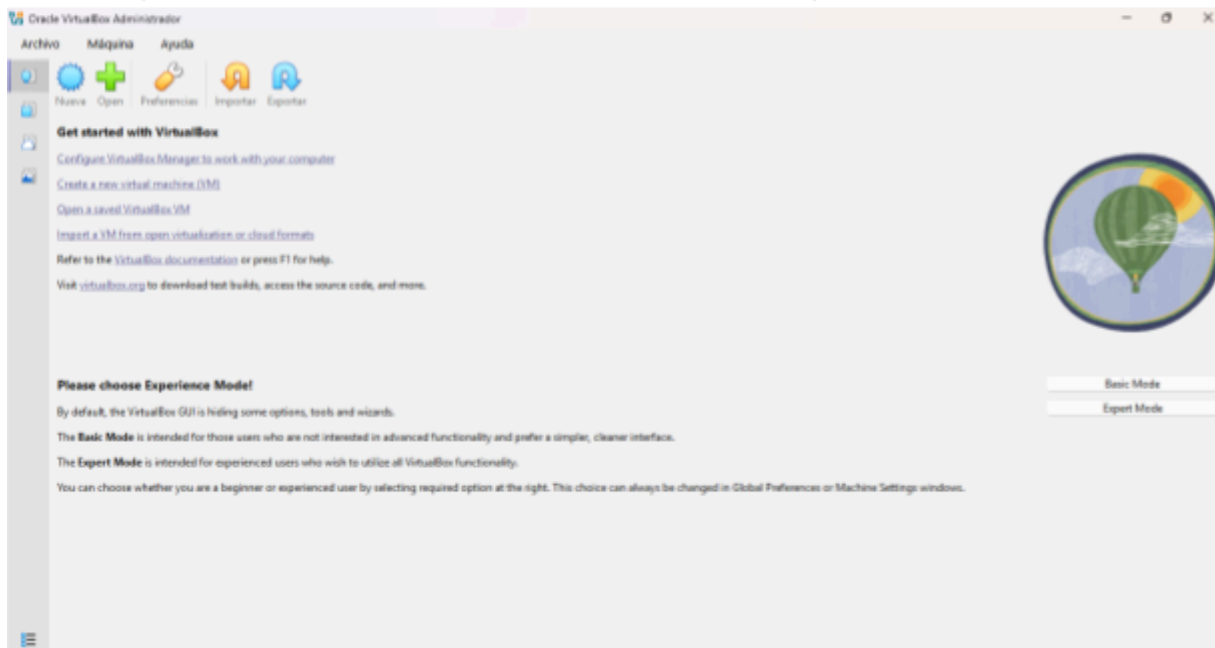 Oracle VirtualBox Administrador
Archivo Máquina Ayuda
Nueva Open Preferencias Importar Exportar
Get started with VirtualBox
Configure VirtualBox Manager to work with your computer
Create a new virtual machine (VM)
Open a saved VirtualBox VM
Import a VM from open virtualization or cloud formats
Refer to the VirtualBox documentation or press F1 for help.
Visit virtualbox.org to download test builds, access the source code, and more.
Please choose Experience Mode!
Basic Mode
By default, the VirtualBox GUI is hiding some options, tools and wizards.
Expert Mode
The Basic Mode is intended for those users who are not interested in advanced functionality and prefer a simpler, cleaner interface.
The Expert Mode is intended for experienced users who wish to utilize all VirtualBox functionality.
You can choose whether you are a beginner or experienced user by selecting required option at the right. This choice can always be changed in Global Preferences or Machine Settings windows.